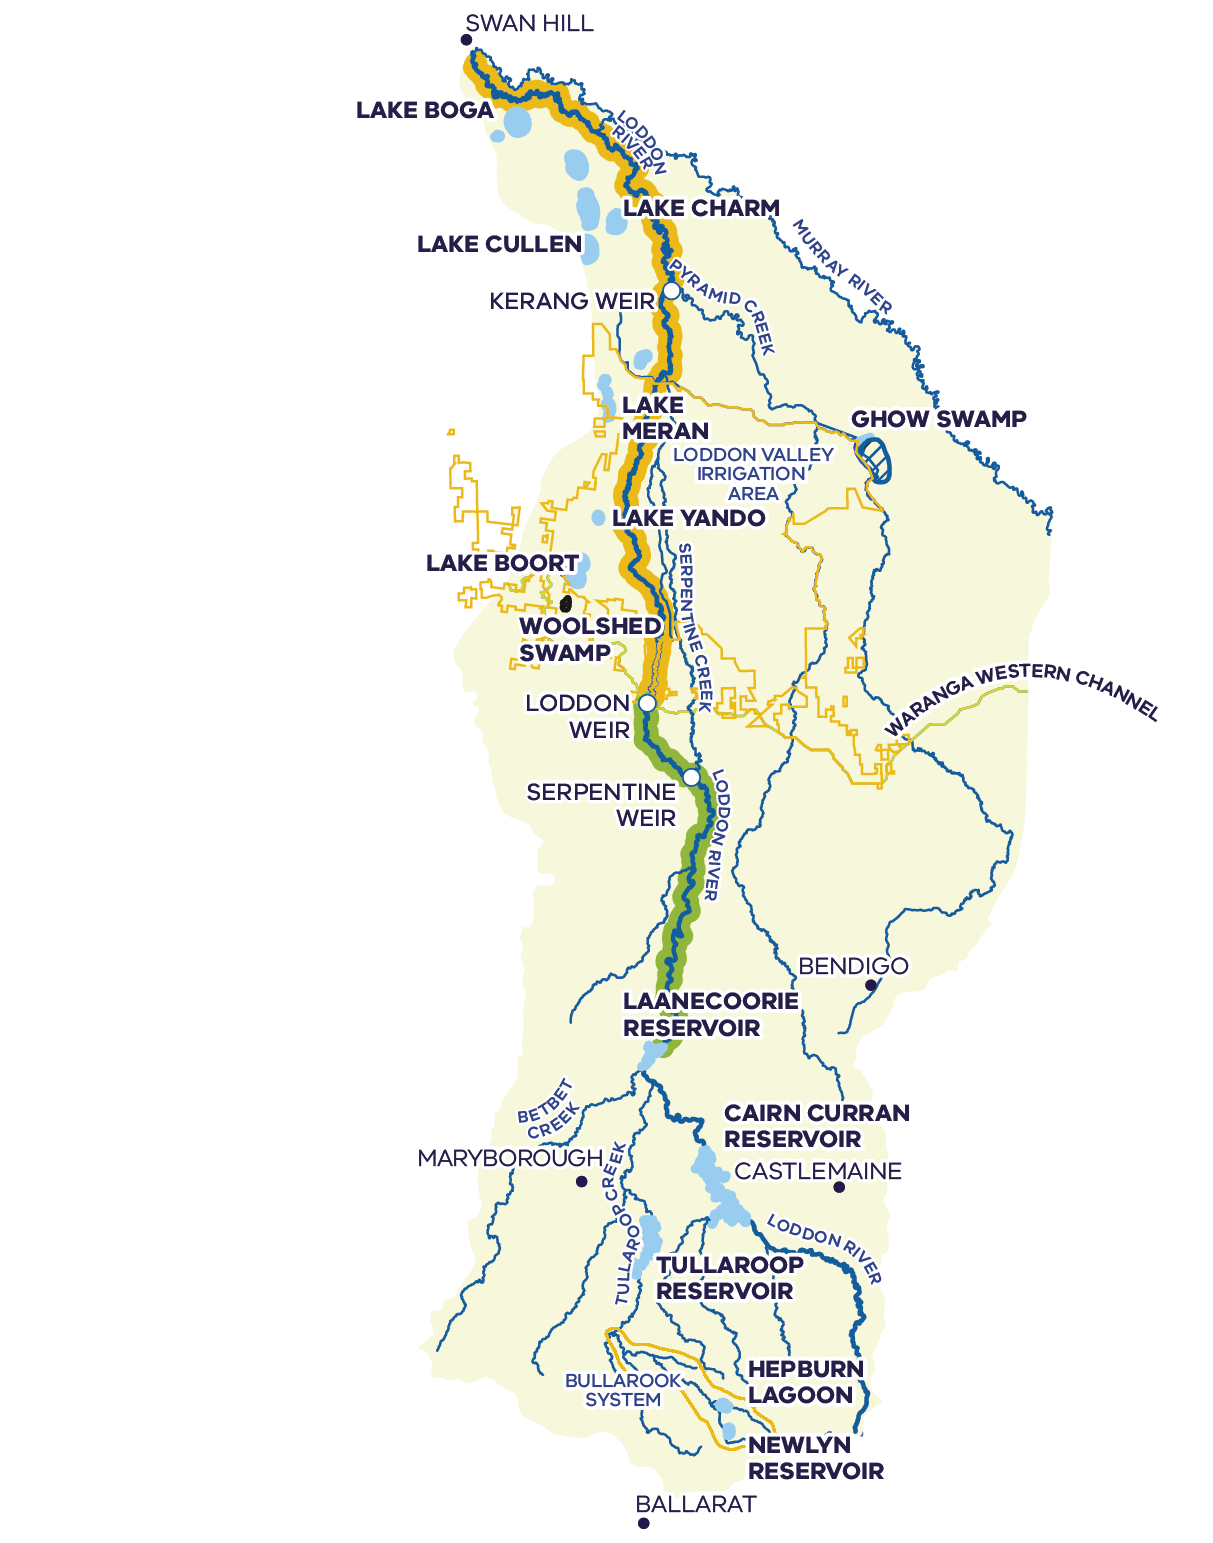 SWAN HILL
LAKE BOGA
LODDON
RIVER
LAKE CHARM
MURRAY RIVER
LAKE CULLEN
PYRAMID CREEK
KERANG WEIR
LAKE
MERAN
GHOW SWAMP
LODDON VALLEY
IRRIGATION
AREA
LAKE YANDO
SERPENTINE CREEK
LAKE BOORT
WOOLSHED
SWAMP
WARANGA WESTERN CHANNEL
LODDON
WEIR
SERPENTINE
WEIR
LODDON RIVER
BENDIGO
LAANECOORIE
RESERVOIR
BETBET
CREEK
CAIRN CURRAN
RESERVOIR
MARYBOROUGH
CASTLEMAINE
TULLAROOP CREEK
LODDON RIVER
TULLAROOP
RESERVOIR
HEPBURN
LAGOON
BULLAROOK
SYSTEM
NEWLYN
RESERVOIR
BALLARAT